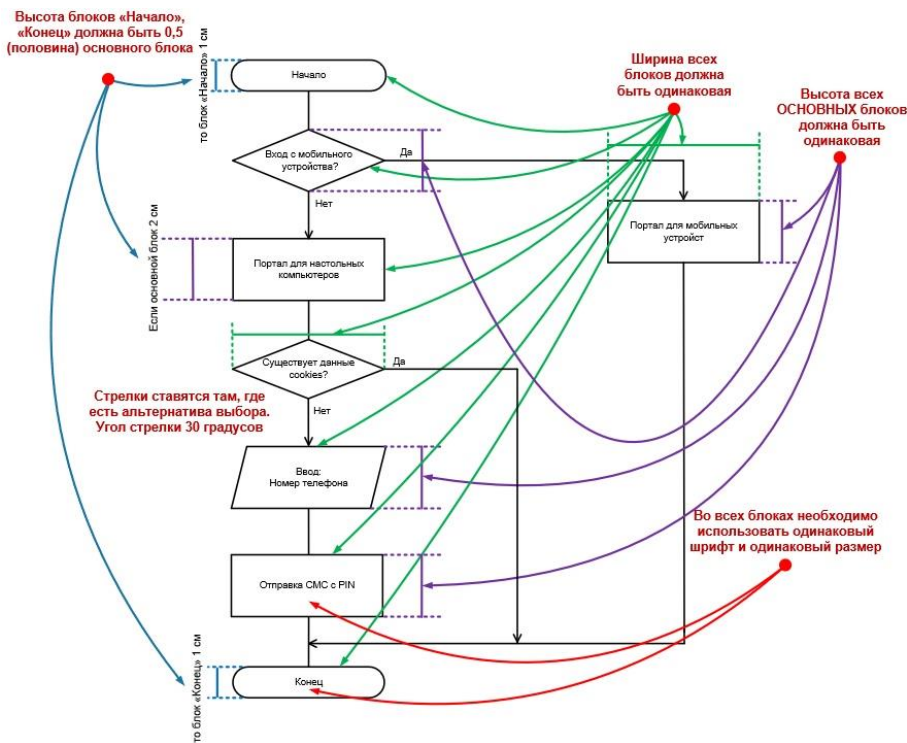 Высота блоков «Начало»,
«Конец» должна быть 0,5
(половина) основного блока
то блок «Начало» 1 см
Начало
Ширина всех
блоков должна
быть одинаковая
Высота всех
ОСНОВНЫХ блоков
должна быть
одинаковая
Вход с мобильного
устройства?
Да
Нет
Портал для мобильных
устройст
Если основной блок 2 см
Портал для настольных
компьютеров
Существует данные
cookies?
Да
Нет
Стрелки ставятся там, где
есть альтернатива выбора.
Угол стрелки 30 градусов
Ввод:
Номер телефона
Во всех блоках необходимо
использовать одинаковый
шрифт и одинаковый размер
Отправка СМС с PIN
то блок «Конец» 1 см
Конец